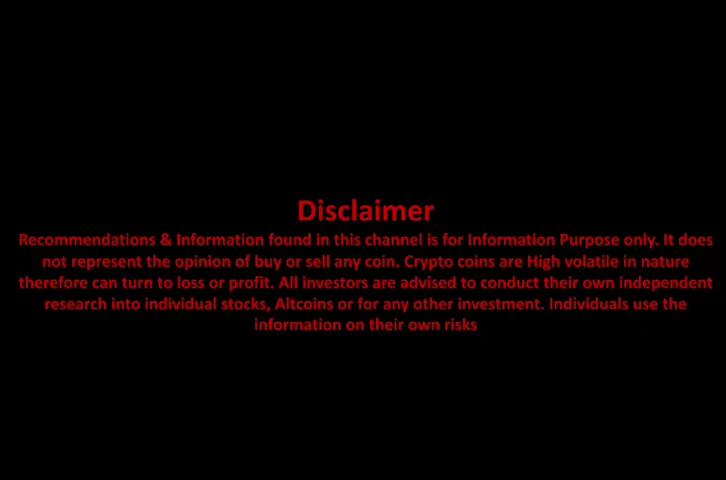 Disclaimer
Recommendations & Information found in this channel is for Information Purpose only. It does
not represent the opinion of buy or sell any coin. Crypto coins are High volatile in nature
therefore can turn to loss or profit. All investors are advised to conduct their own independent
research into individual stocks, Altcoins or for any other investment. Individuals use the
information on their own risks